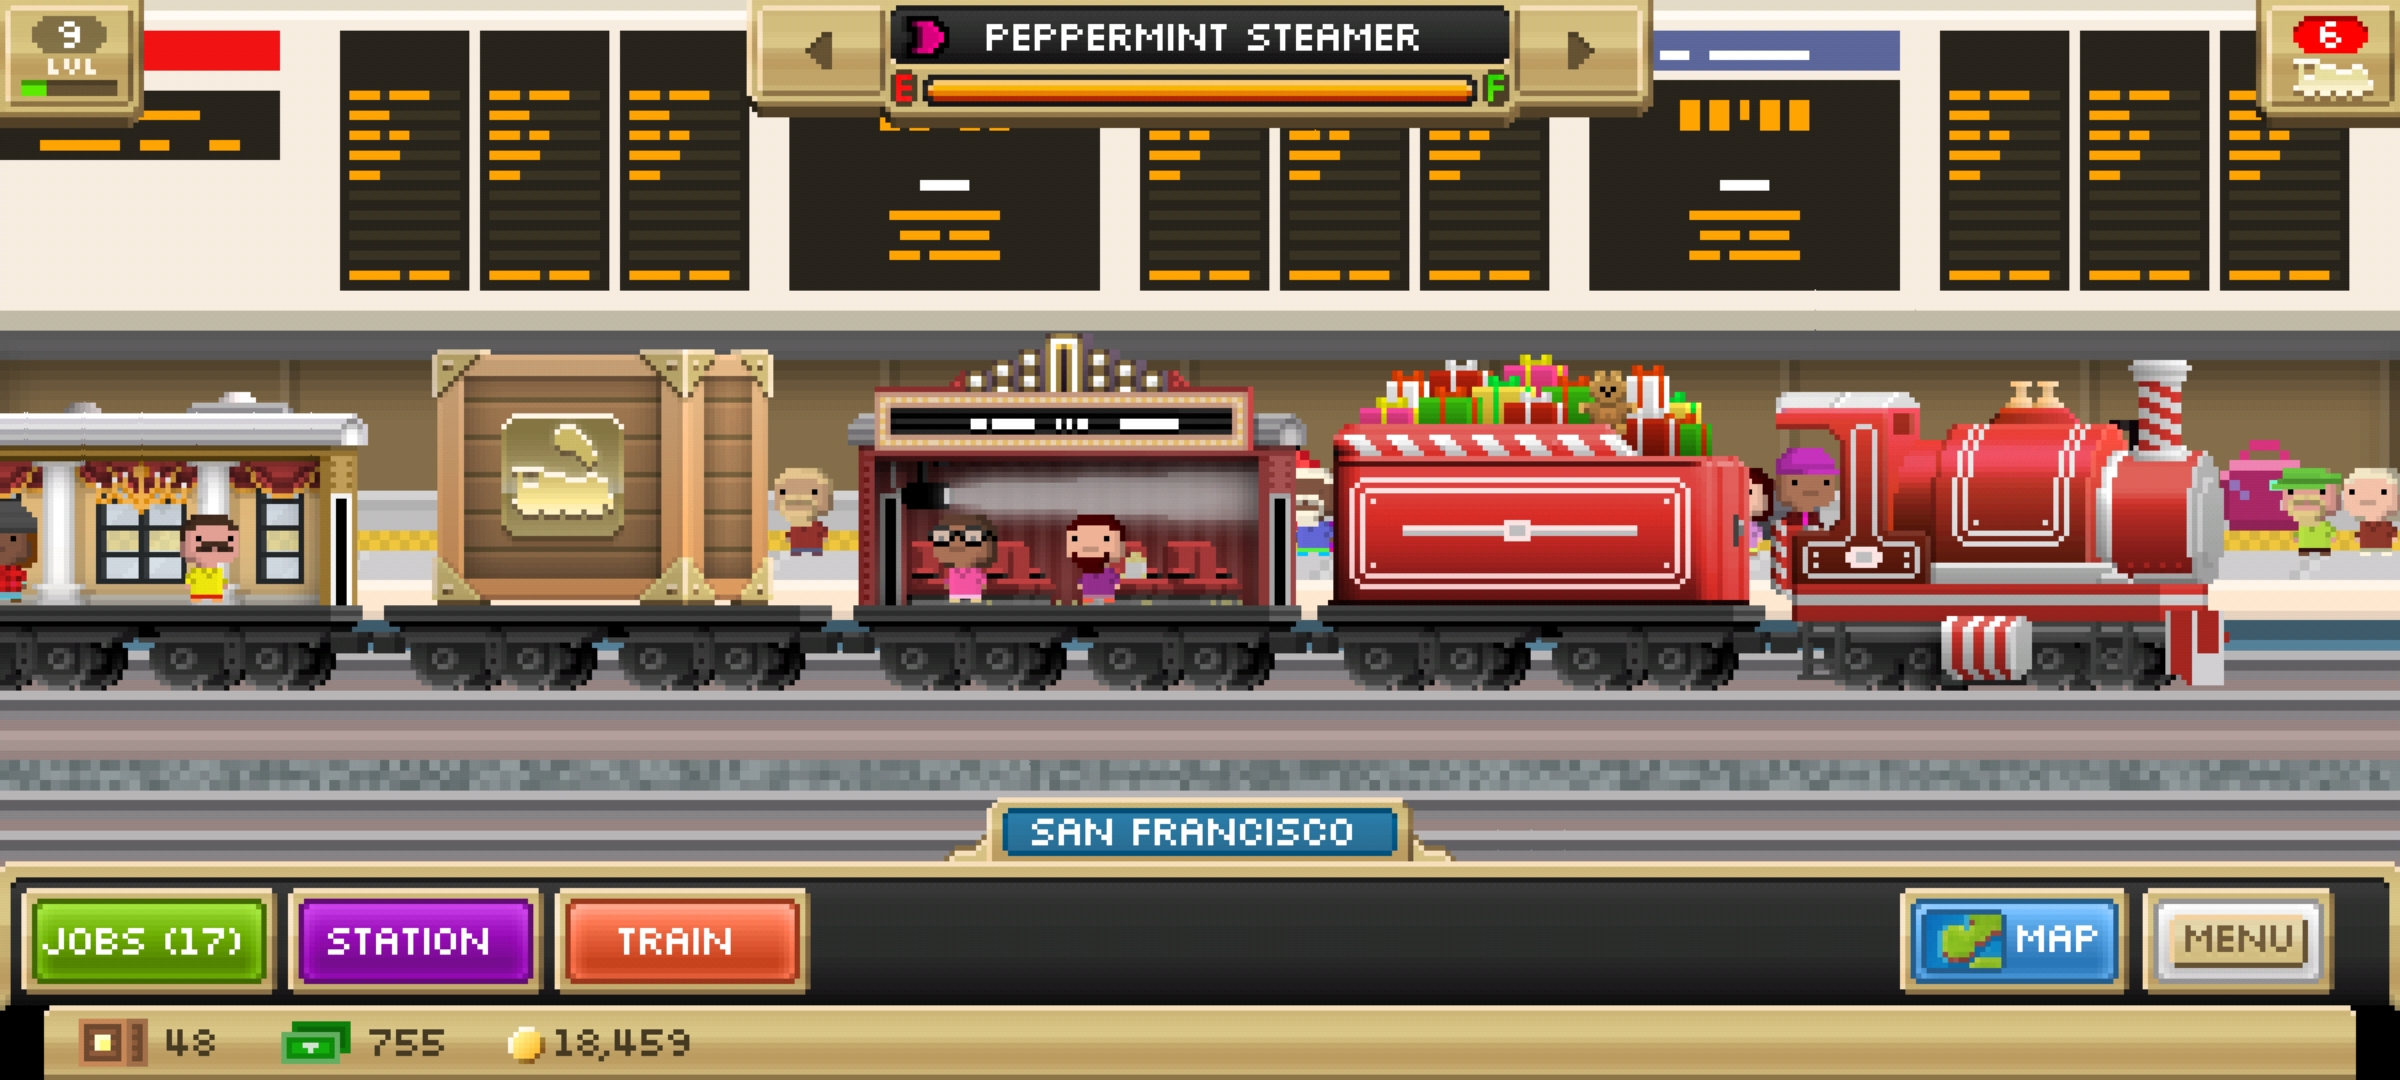 9
LVL
PEPPERMINT STEAMER
E F
6
SAN FRANCISCO
JOBS (17) STATION TRAIN MAP MENU
48 755 18,459